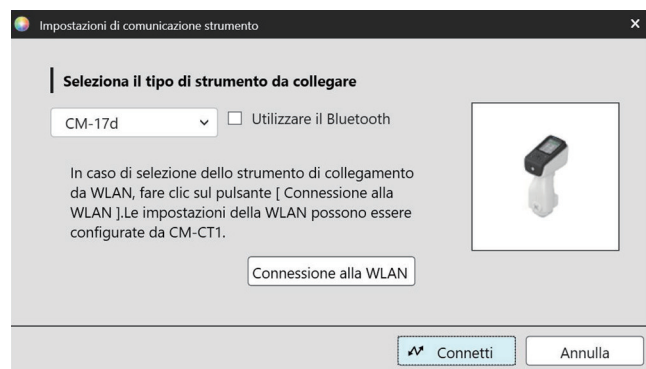 Impostazioni di comunicazione strumento
Seleziona il tipo di strumento da collegare
CM-17d
Utilizzare il Bluetooth
In caso di selezione dello strumento di collegamento
da WLAN, fare clic sul pulsante [ Connessione alla
WLAN ].Le impostazioni della WLAN possono essere
configurate da CM-CT1.
Connessione alla WLAN
Connetti
Annulla